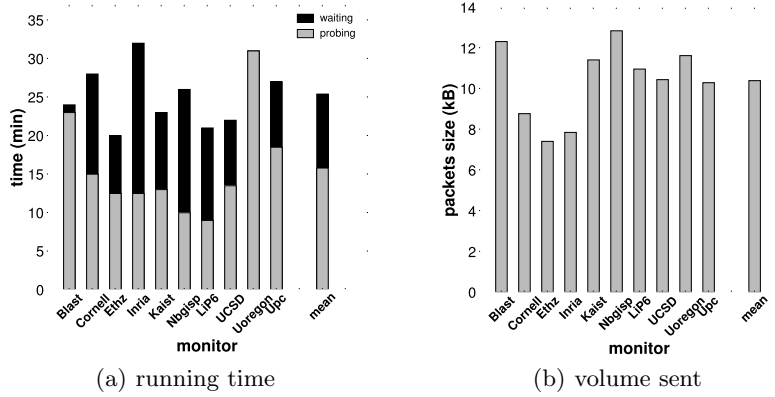 waiting
probing
time (min)
35
30
25
20
15
10
5
0
Blast
Cornell
Ethz
Inria
Kaist
Nbgisp
LiP6
UCSD
Uoregon
Upc
mean
monitor
(a) running time
packets size (kB)
14
12
10
8
6
4
2
0
Blast
Cornell
Ethz
Inria
Kaist
Nbgisp
LiP6
UCSD
Uoregon
Upc
mean
monitor
(b) volume sent